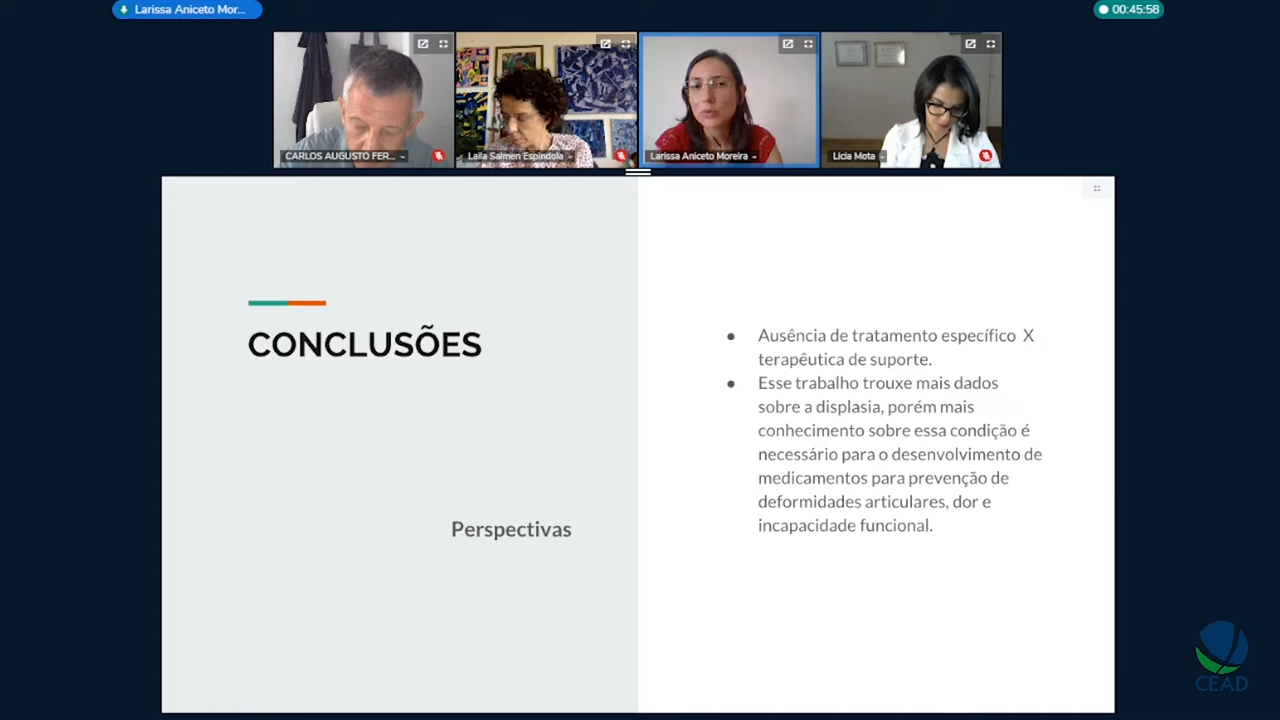 Larissa Aniceto Mor...
00:45:58
CARLOS AUGUSTO FER...
Laila Salmen Espindola
Larissa Aniceto Moreira
Licia Mota
CONCLUSÕES
Perspectivas
● Ausência de tratamento específico X
terapêutica de suporte.
● Esse trabalho trouxe mais dados
sobre a displasia, porém mais
conhecimento sobre essa condição é
necessário para o desenvolvimento de
medicamentos para prevenção de
deformidades articulares, dor e
incapacidade funcional.
CEAD